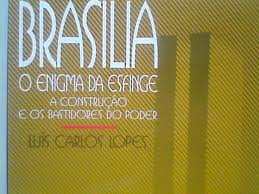 BRASÍLIA
O ENIGMA DA ESFINGE
A CONSTRUÇÃO
E OS BASTIDORES DO PODER
LUÍS CARLOS LOPES